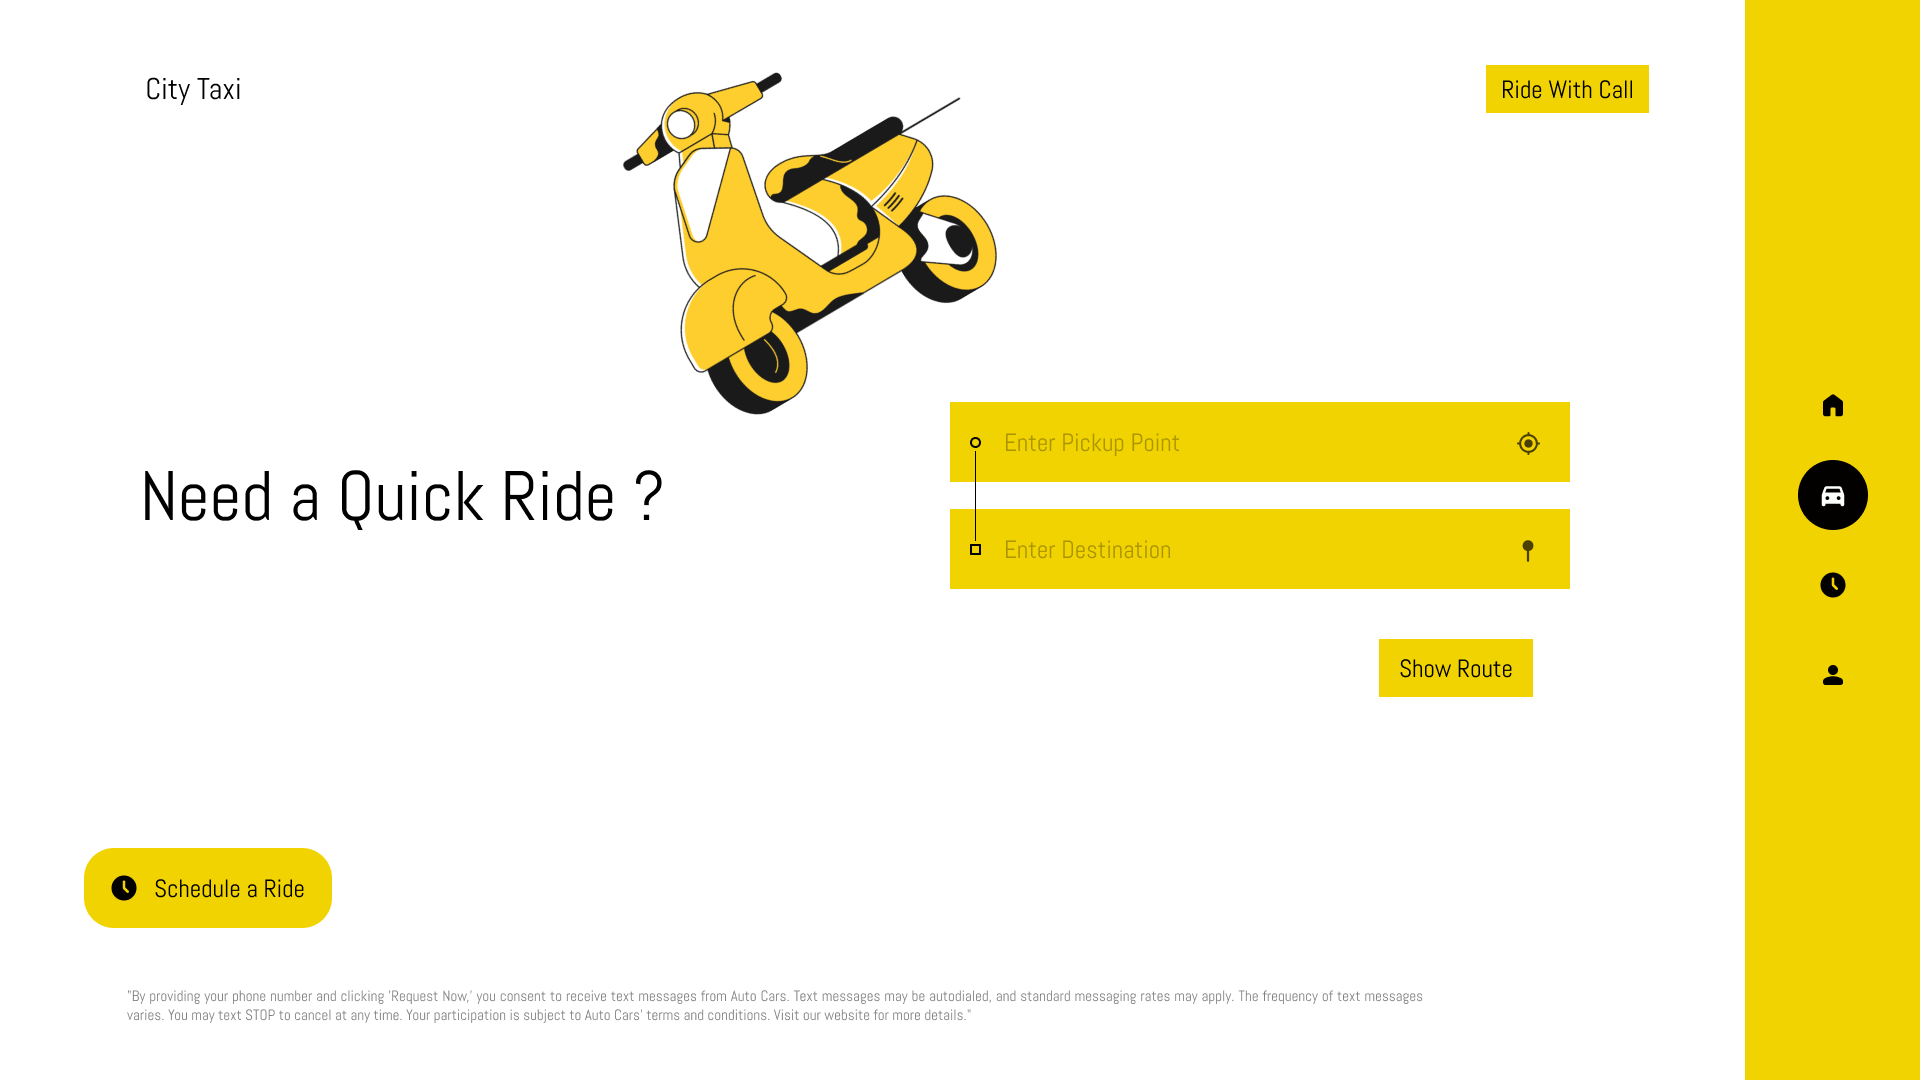 City Taxi
Ride With Call
Enter Pickup Point
Need a Quick Ride ?
Enter Destination
Show Route
Schedule a Ride
"By providing your phone number and clicking 'Request Now,' you consent to receive text messages from Auto Cars. Text messages may be autodialed, and standard messaging rates may apply. The frequency of text messages
varies. You may text STOP to cancel at any time. Your participation is subject to Auto Cars' terms and conditions. Visit our website for more details."